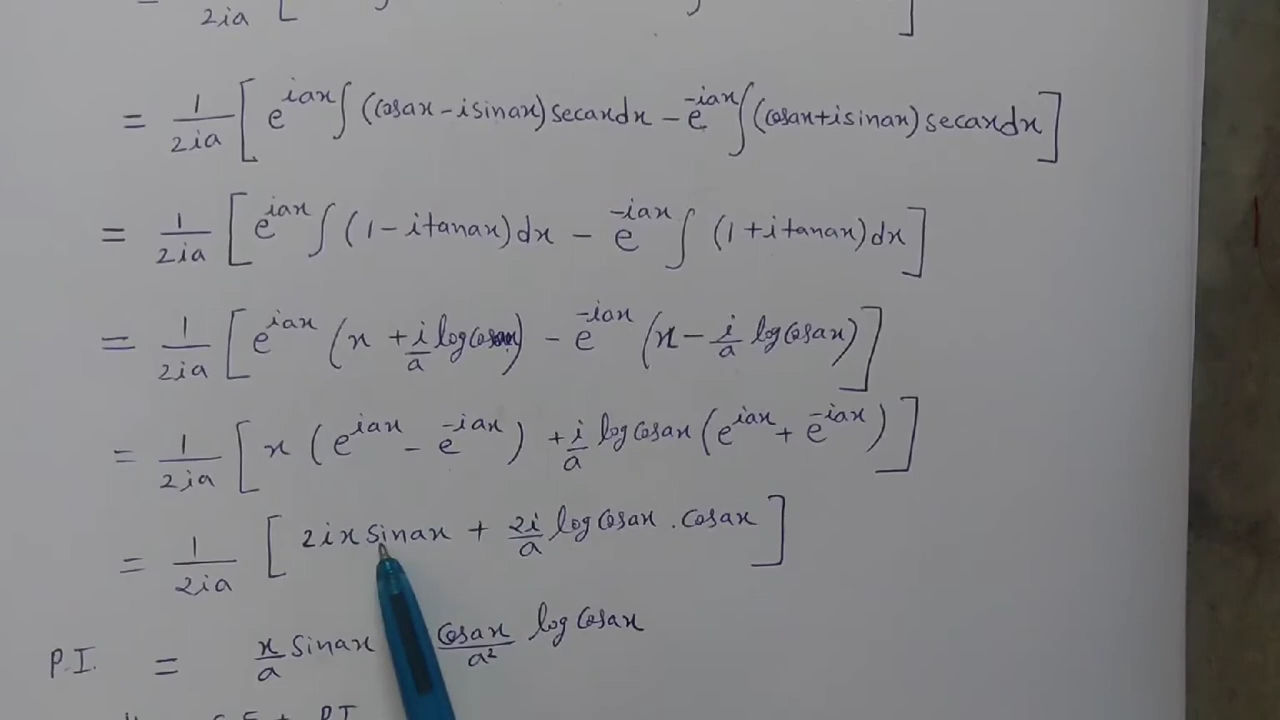 1/2ia [ ]
= 1/2ia [ e^{iax} ∫ (cosax - isinax) secax dx - e^{-iax} ∫ (cosax + isinax) secax dx ]
= 1/2ia [ e^{iax} ∫ (1 - itanax) dx - e^{-iax} ∫ (1 + itanax) dx ]
= 1/2ia [ e^{iax} (x + i/a log cosax) - e^{-iax} (x - i/a log cosax) ]
= 1/2ia [ x (e^{iax} - e^{-iax}) + i/a log cosax (e^{iax} + e^{-iax}) ]
= 1/2ia [ 2ix sinax + 2i/a log cosax . cosax ]
P.I. = x/a sinax cosax/a² log cosax